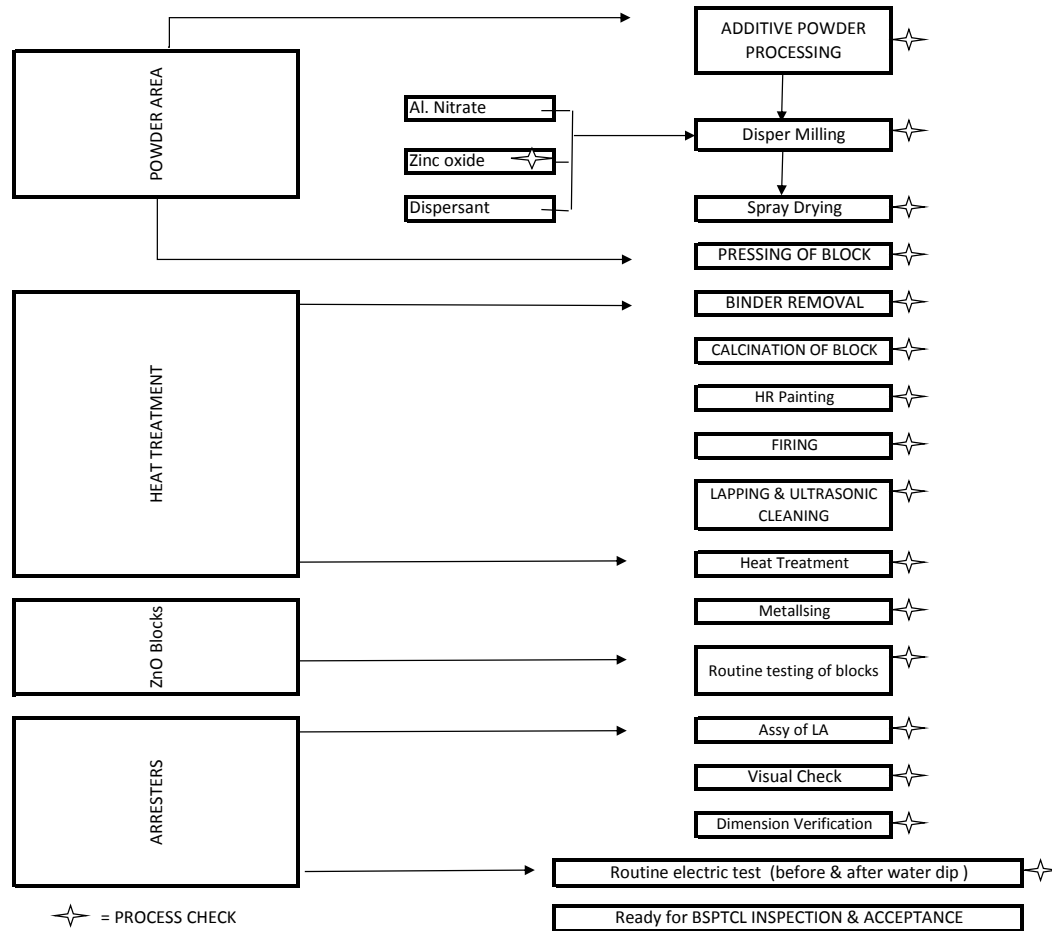 POWDER AREA
ADDITIVE POWDER
PROCESSING
Al. Nitrate
Zinc oxide
Dispersant
Disper Milling
Spray Drying
PRESSING OF BLOCK
HEAT TREATMENT
BINDER REMOVAL
CALCINATION OF BLOCK
HR Painting
FIRING
LAPPING & ULTRASONIC
CLEANING
Heat Treatment
ZnO Blocks
Metallsing
Routine testing of blocks
ARRESTERS
Assy of LA
Visual Check
Dimension Verification
Routine electric test (before & after water dip )
Ready for BSPTCL INSPECTION & ACCEPTANCE
= PROCESS CHECK